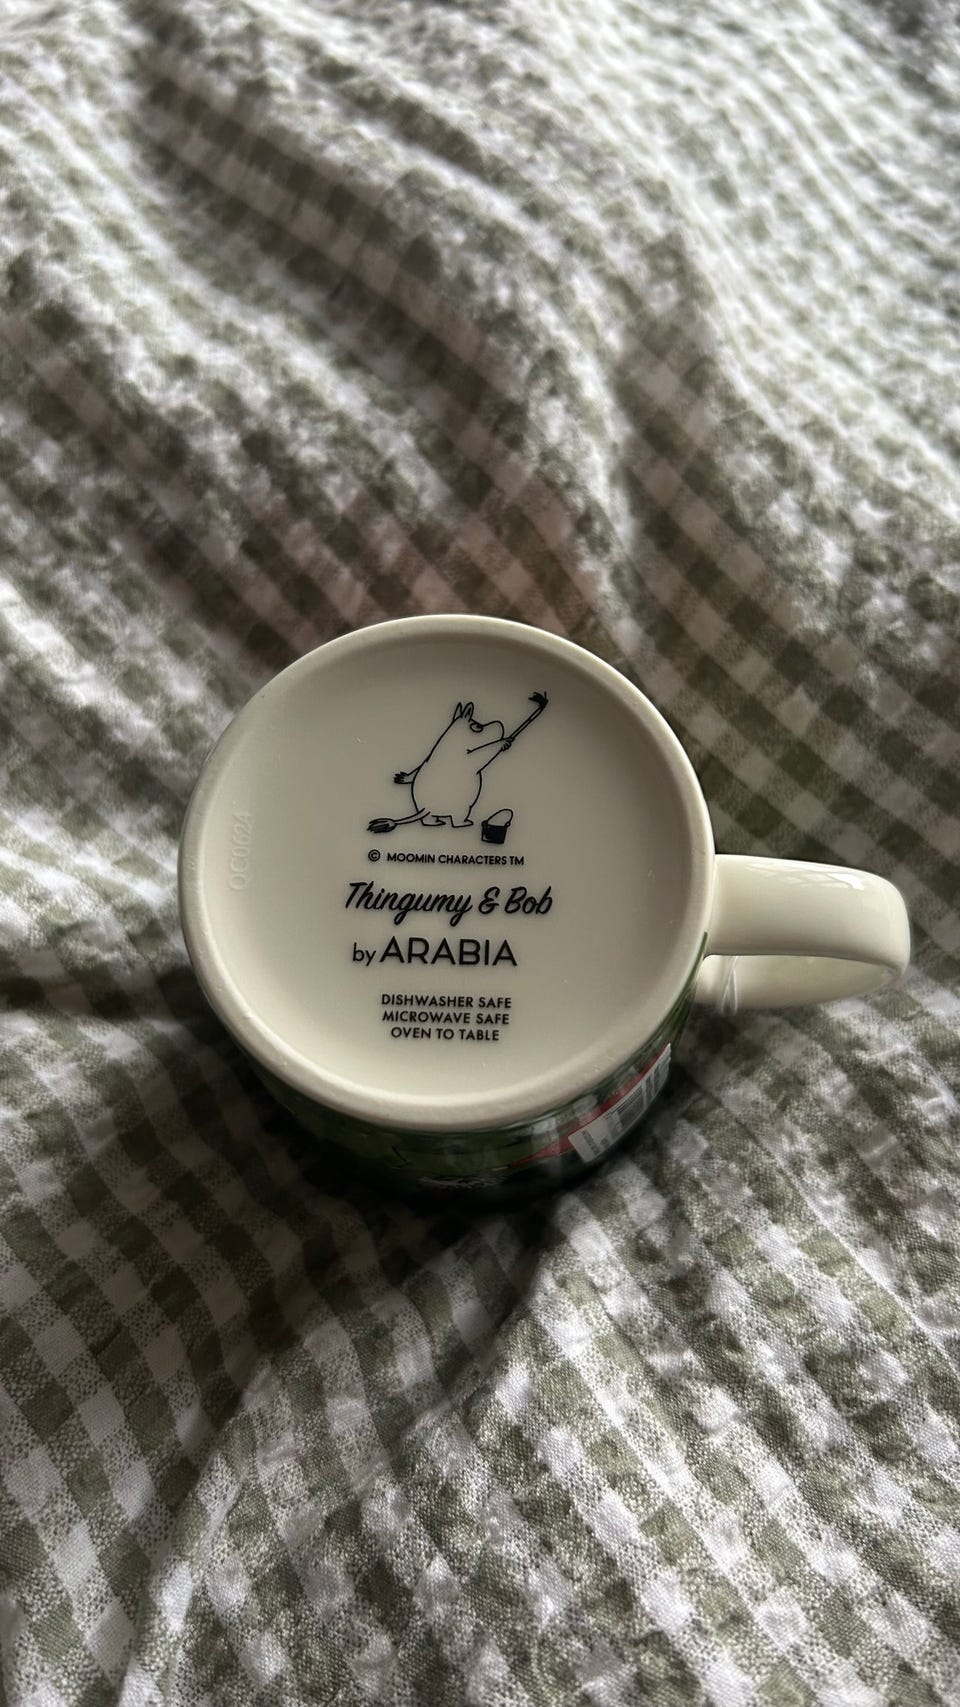 © MOOMIN CHARACTERS TM
Thingumy & Bob
by ARABIA
DISHWASHER SAFE
MICROWAVE SAFE
OVEN TO TABLE